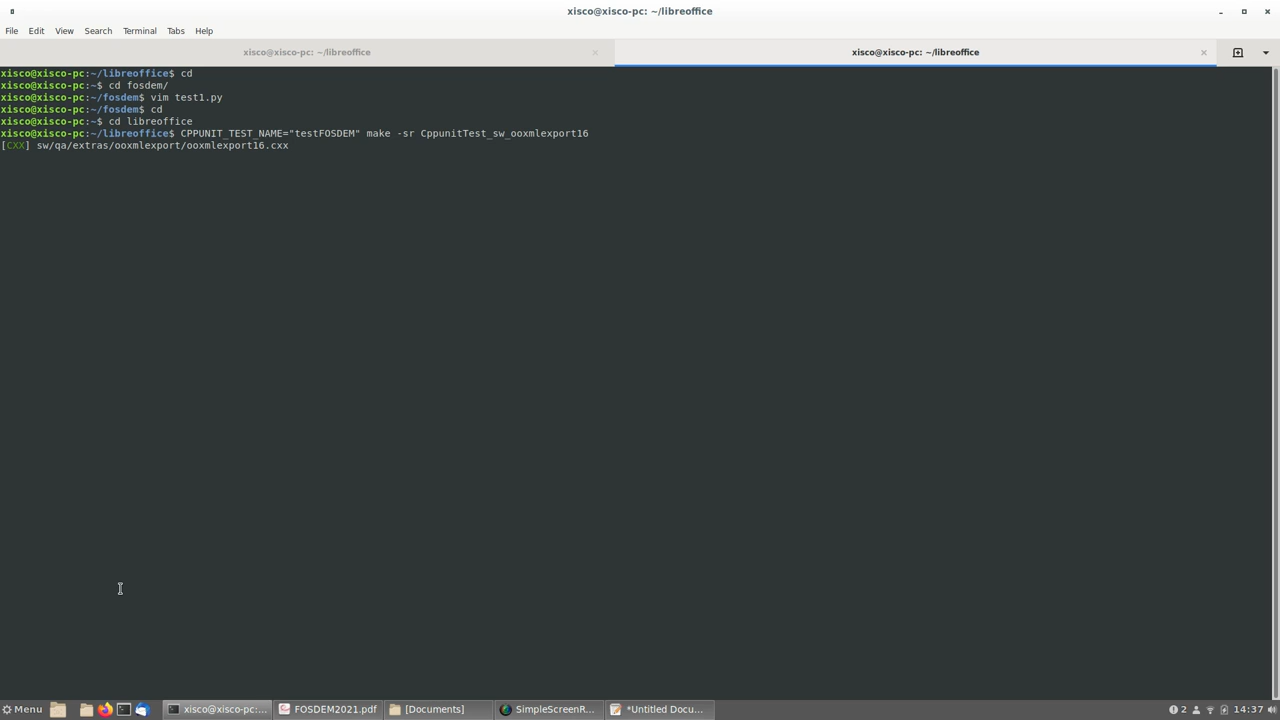 xisco@xisco-pc: ~/libreoffice
File Edit View Search Terminal Tabs Help
xisco@xisco-pc: ~/libreoffice
xisco@xisco-pc: ~/libreoffice
xisco@xisco-pc:~/libreoffice$ cd
xisco@xisco-pc:~$ cd fosdem/
xisco@xisco-pc:~/fosdem$ vim test1.py
xisco@xisco-pc:~/fosdem$ cd
xisco@xisco-pc:~$ cd libreoffice
xisco@xisco-pc:~/libreoffice$ CPPUNIT_TEST_NAME="testFOSDEM" make -sr CppunitTest_sw_ooxmlexport16
[CXX] sw/qa/extras/ooxmlexport/ooxmlexport16.cxx
Menu xisco@xisco-pc:... FOSDEM2021.pdf [Documents] SimpleScreenR... *Untitled Docu... 2 14:37